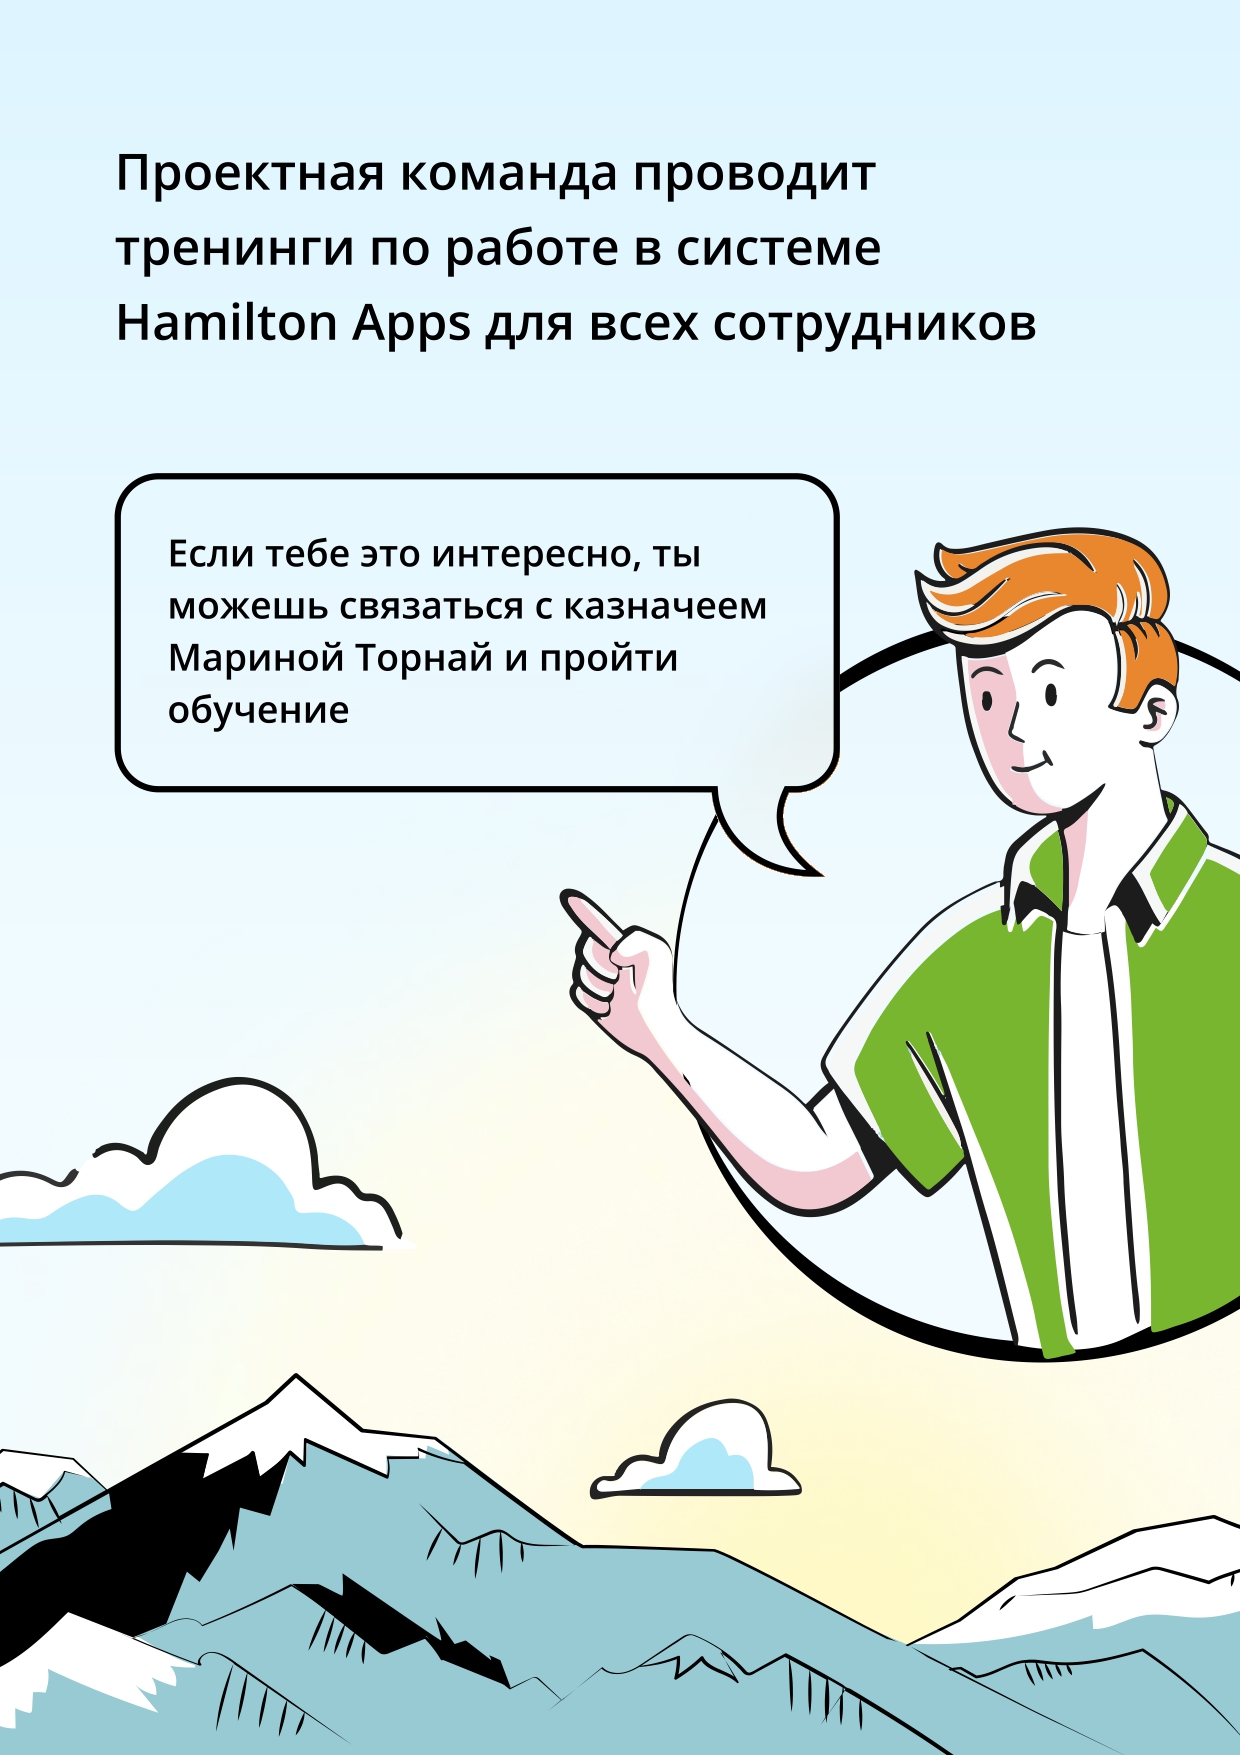 Проектная команда проводит
тренинги по работе в системе
Hamilton Apps для всех сотрудников
Если тебе это интересно, ты
можешь связаться с казначеем
Мариной Торнай и пройти
обучение